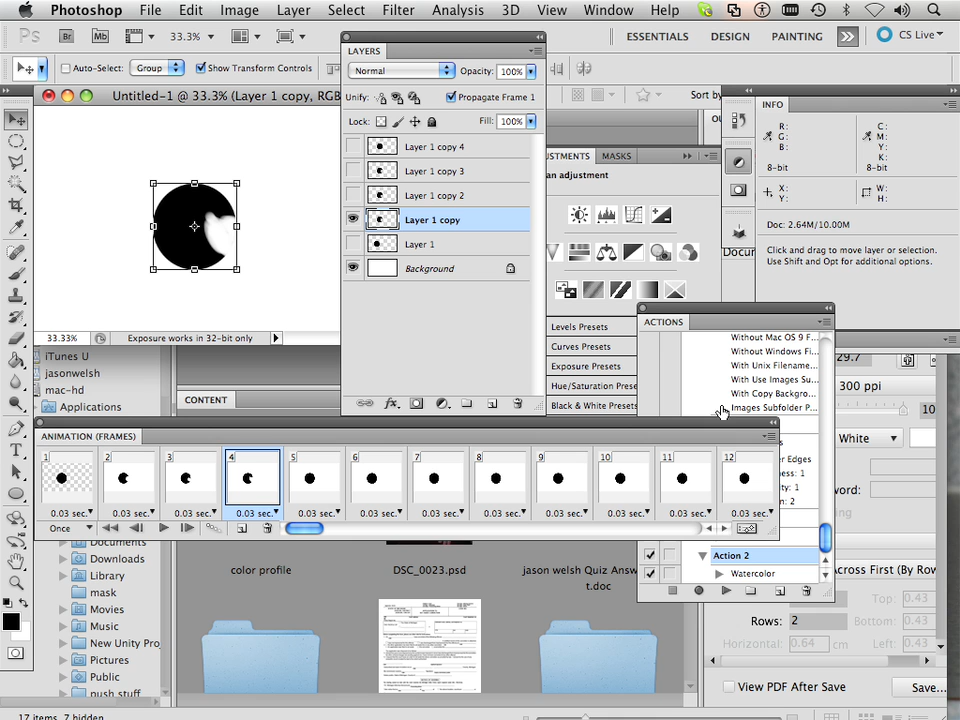 Photoshop File Edit Image Layer Select Filter Analysis 3D View Window Help
Ps Br Mb 33.3% ESSENTIALS DESIGN PAINTING CS Live
Auto-Select: Group Show Transform Controls
Untitled-1 @ 33.3% (Layer 1 copy, RGB
33.33% Exposure works in 32-bit only
LAYERS
Normal Opacity: 100%
Unify: Propagate Frame 1
Lock: Fill: 100%
Layer 1 copy 4
Layer 1 copy 3
Layer 1 copy 2
Layer 1 copy
Layer 1
Background
Sort by
MASKS
an adjustment
Levels Presets
Curves Presets
Exposure Presets
Hue/Saturation Prese
Black & White Presets
INFO
R: C:
G: M:
B: Y:
K:
8-bit 8-bit
X: W:
Y: H:
Doc: 2.64M/10.00M
Click and drag to move layer or selection.
Use Shift and Opt for additional options.
ACTIONS
Without Mac OS 9 F...
Without Windows Fi...
With Unix Filename...
With Use Images Su...
With Copy Backgro...
Images Subfolder P...
Action 2
Watercolor
iTunes U
jasonwelsh
mac-hd
Applications
CONTENT
ANIMATION (FRAMES)
1 2 3 4 5 6 7 8 9 10 11 12
0.03 sec. 0.03 sec. 0.03 sec. 0.03 sec. 0.03 sec. 0.03 sec. 0.03 sec. 0.03 sec. 0.03 sec. 0.03 sec. 0.03 sec. 0.03 sec.
Once
Documents
Downloads
Library
mask
Movies
Music
New Unity Pro
Pictures
Public
push stuff
color profile
DSC_0023.psd
jason welsh Quiz Answ
t.doc
300 ppi
White
Across First (By Ro
Top: 0.43
Rows: 2 Bottom: 0.43
Horizontal: 0.64 cm Left: 0.43
View PDF After Save Save...
17 items, 7 hidden